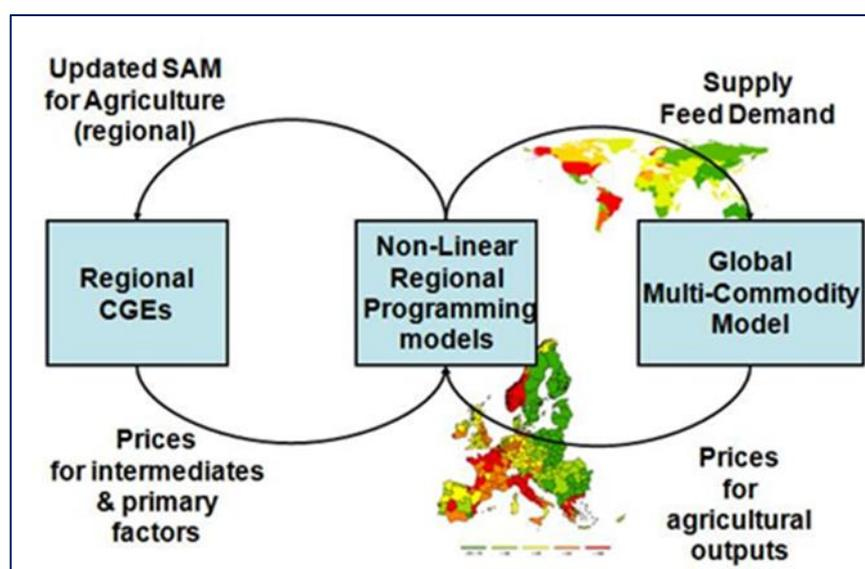 Updated SAM
for Agriculture
(regional)
Supply
Feed Demand
Regional
CGEs
Non-Linear
Regional
Programming
models
Global
Multi-Commodity
Model
Prices
for intermediates
& primary
factors
Prices
for
agricultural
outputs